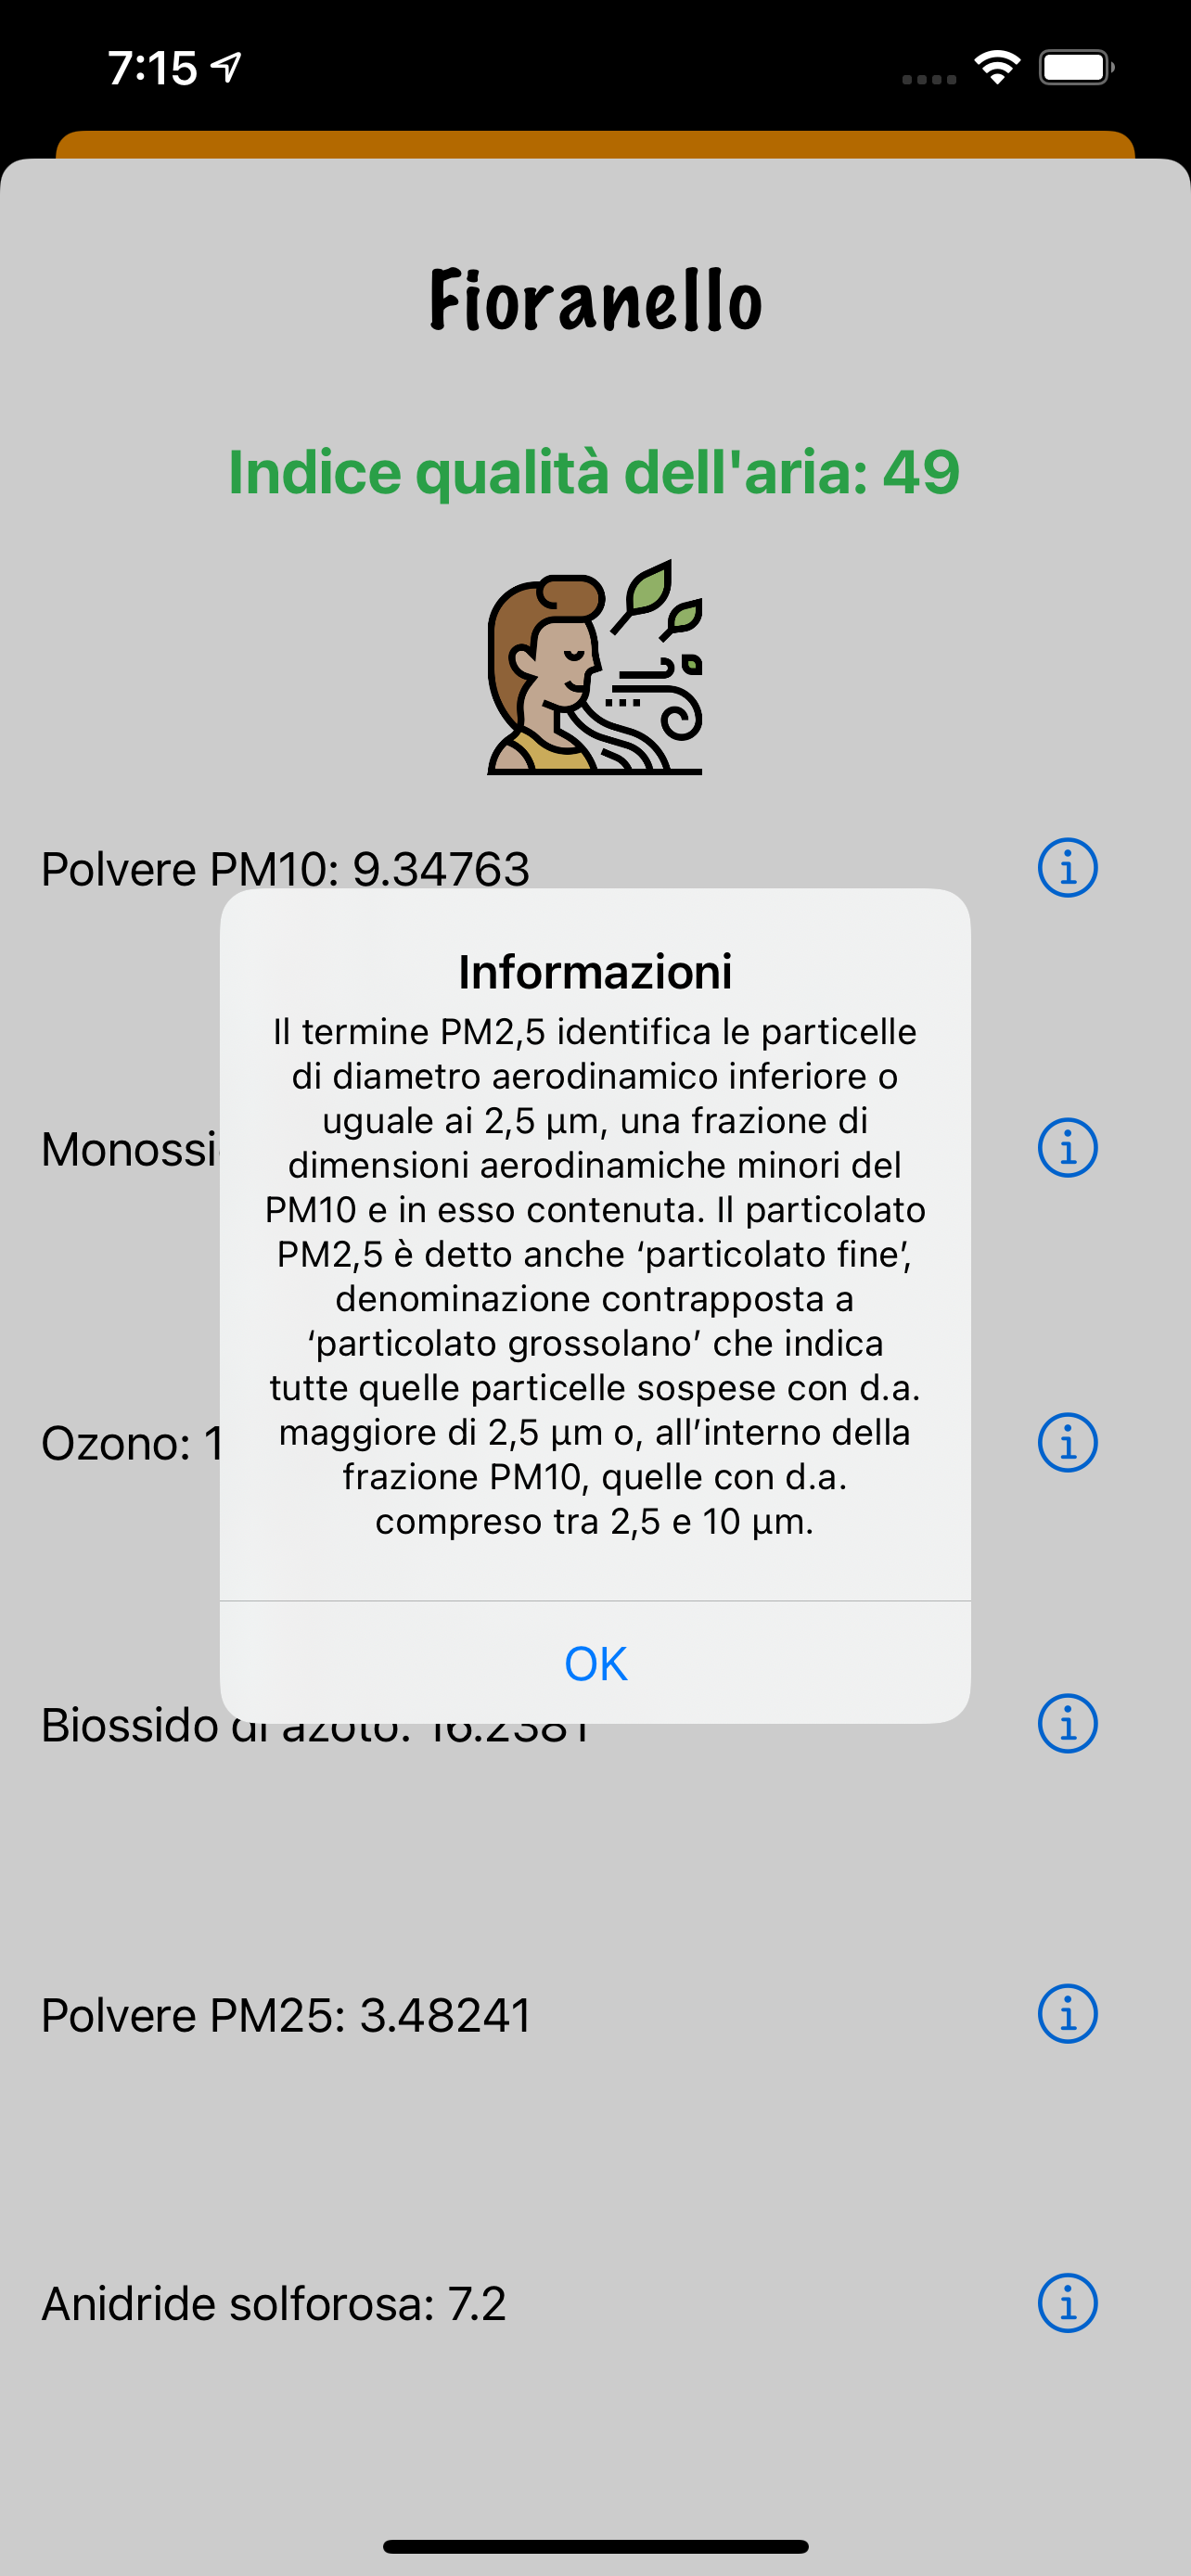 7:15
Fioranello
Indice qualità dell'aria: 49
Polvere PM10: 9.34763
Informazioni
Il termine PM2,5 identifica le particelle
di diametro aerodinamico inferiore o
uguale ai 2,5 µm, una frazione di
dimensioni aerodinamiche minori del
PM10 e in esso contenuta. Il particolato
PM2,5 è detto anche ‘particolato fine’,
denominazione contrapposta a
‘particolato grossolano’ che indica
tutte quelle particelle sospese con d.a.
maggiore di 2,5 µm o, all’interno della
frazione PM10, quelle con d.a.
compreso tra 2,5 e 10 µm.
OK
Ozono: 1
Biossido di azoto: 16.2381
Polvere PM25: 3.48241
Anidride solforosa: 7.2